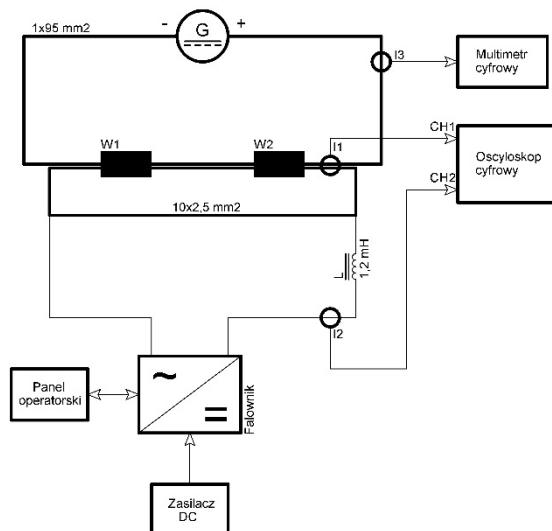 1x95 mm2
-
G
+
I3
Multimetr
cyfrowy
W1
W2
I1
CH1
CH2
Oscyloskop
cyfrowy
10x2,5 mm2
L
1,2 mH
I2
Panel
operatorski
~
=
Falownik
Zasilacz
DC